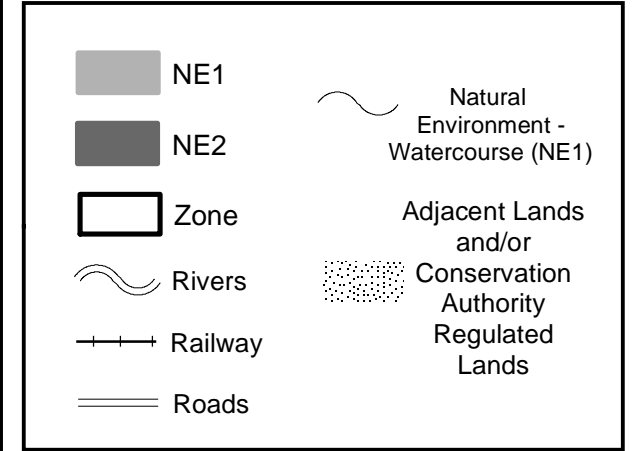 NE1
NE2
Zone
Rivers
Railway
Roads
Natural
Environment -
Watercourse (NE1)
Adjacent Lands
and/or
Conservation
Authority
Regulated
Lands